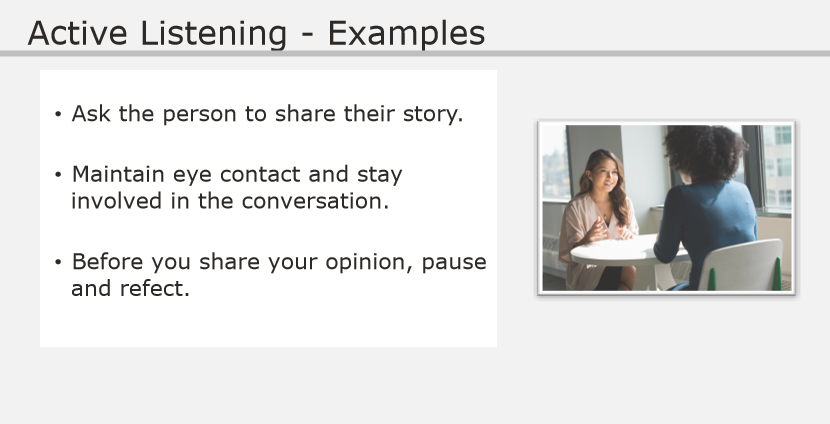 Active Listening - Examples
• Ask the person to share their story.
• Maintain eye contact and stay
involved in the conversation.
• Before you share your opinion, pause
and refect.